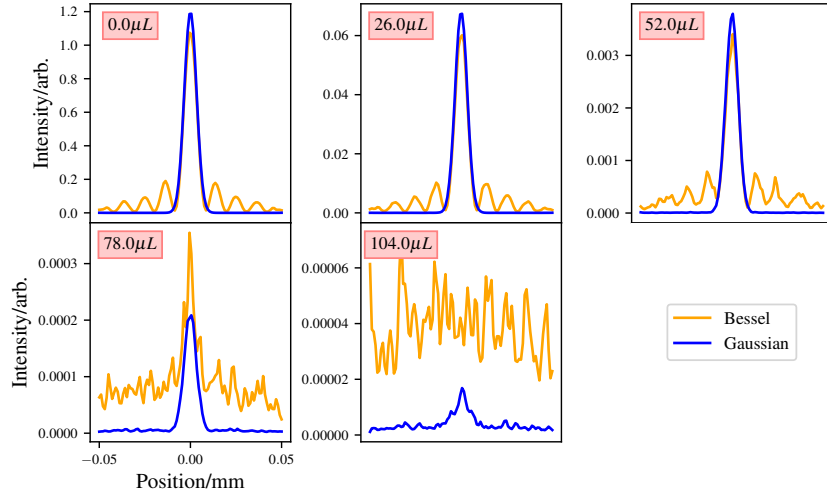 0.0μL
26.0μL
52.0μL
Intensity/arb.
1.2
1.0
0.8
0.6
0.4
0.2
0.0
0.06
0.04
0.02
0.00
0.003
0.002
0.001
0.000
78.0μL
104.0μL
Intensity/arb.
0.0003
0.0002
0.0001
0.0000
0.00006
0.00004
0.00002
0.00000
Bessel
Gaussian
−0.05
0.00
0.05
Position/mm